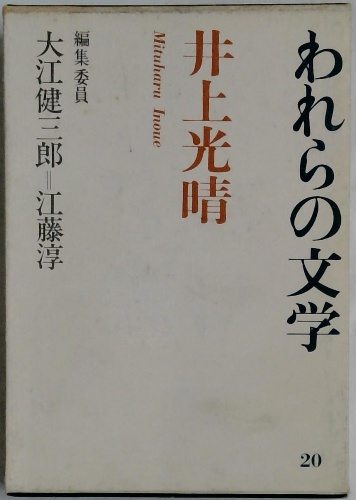 われらの文学
20
井上光晴
Mituharu Inoue
編集委員
大江健三郎=江藤淳